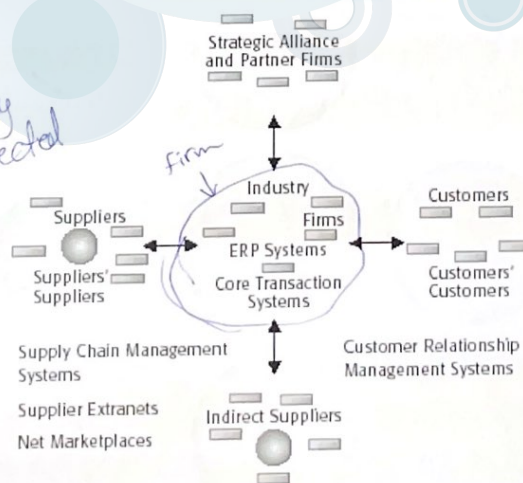 Strategic Alliance
and Partner Firms
firm
Industry
Firms
ERP Systems
Core Transaction
Systems
Suppliers
Suppliers'
Suppliers
Customers
Customers'
Customers
Supply Chain Management
Systems
Supplier Extranets
Net Marketplaces
Customer Relationship
Management Systems
Indirect Suppliers